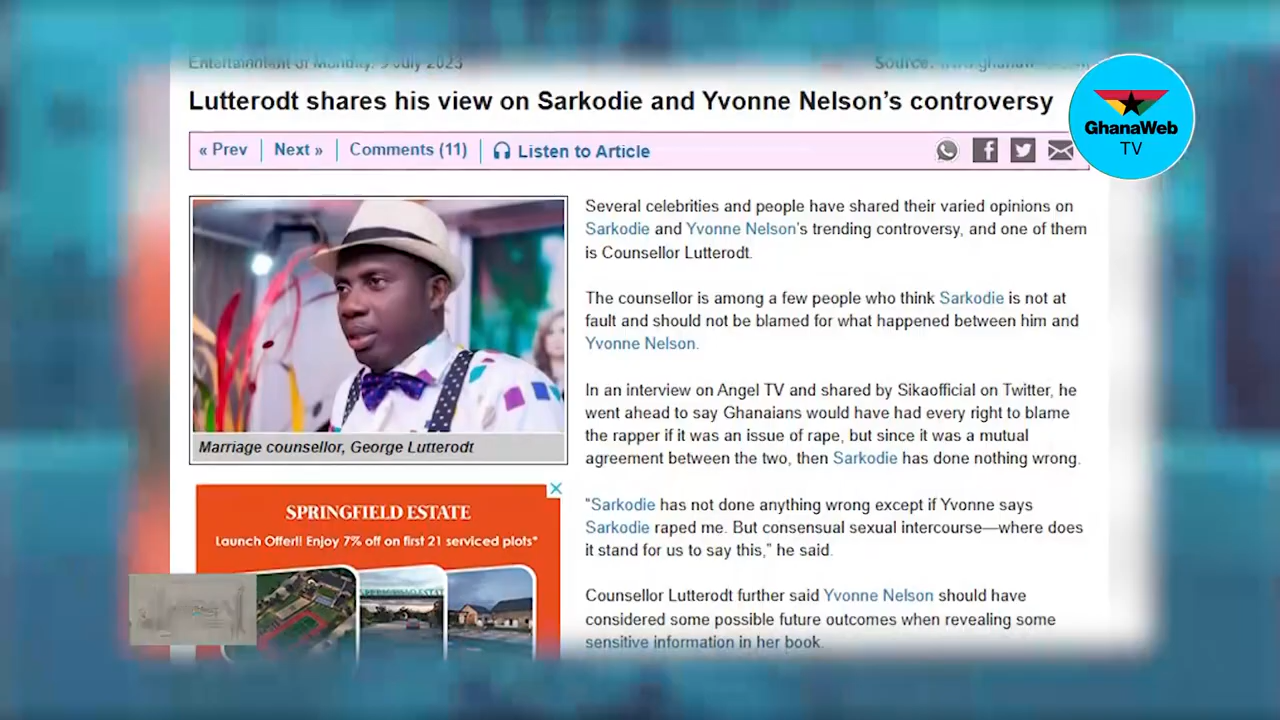 Entertainment of Monday, 3 July 2023
Source:
Lutterodt shares his view on Sarkodie and Yvonne Nelson's controversy
GhanaWeb
TV
« Prev
Next »
Comments (11)
Listen to Article
Several celebrities and people have shared their varied opinions on
Sarkodie and Yvonne Nelson's trending controversy, and one of them
is Counsellor Lutterodt.
The counsellor is among a few people who think Sarkodie is not at
fault and should not be blamed for what happened between him and
Yvonne Nelson.
In an interview on Angel TV and shared by Sikaofficial on Twitter, he
went ahead to say Ghanaians would have had every right to blame
the rapper if it was an issue of rape, but since it was a mutual
agreement between the two, then Sarkodie has done nothing wrong.
"Sarkodie has not done anything wrong except if Yvonne says
Sarkodie raped me. But consensual sexual intercourse—where does
it stand for us to say this," he said.
Counsellor Lutterodt further said Yvonne Nelson should have
considered some possible future outcomes when revealing some
sensitive information in her book.
Marriage counsellor, George Lutterodt
SPRINGFIELD ESTATE
Launch Offer!! Enjoy 7% off on first 21 serviced plots*